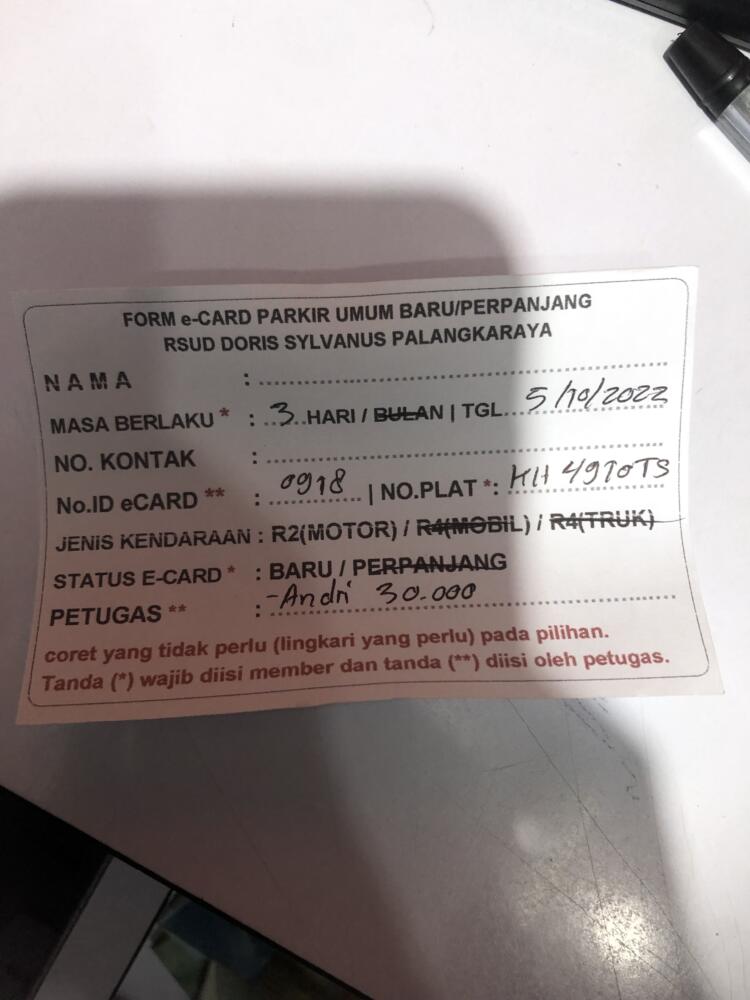 FORM e-CARD PARKIR UMUM BARU/PERPANJANG
RSUD DORIS SYLVANUS PALANGKARAYA
NAMA :
MASA BERLAKU * : 3 HARI / BULAN | TGL 5/10/2022
NO. KONTAK :
No.ID eCARD ** : 0918 | NO.PLAT *: KH 4910TS
JENIS KENDARAAN : R2(MOTOR) / R4(MOBIL) / R4(TRUK)
STATUS E-CARD * : BARU / PERPANJANG
PETUGAS ** : -Andri 30.000
coret yang tidak perlu (lingkari yang perlu) pada pilihan.
Tanda (*) wajib diisi member dan tanda (**) diisi oleh petugas.